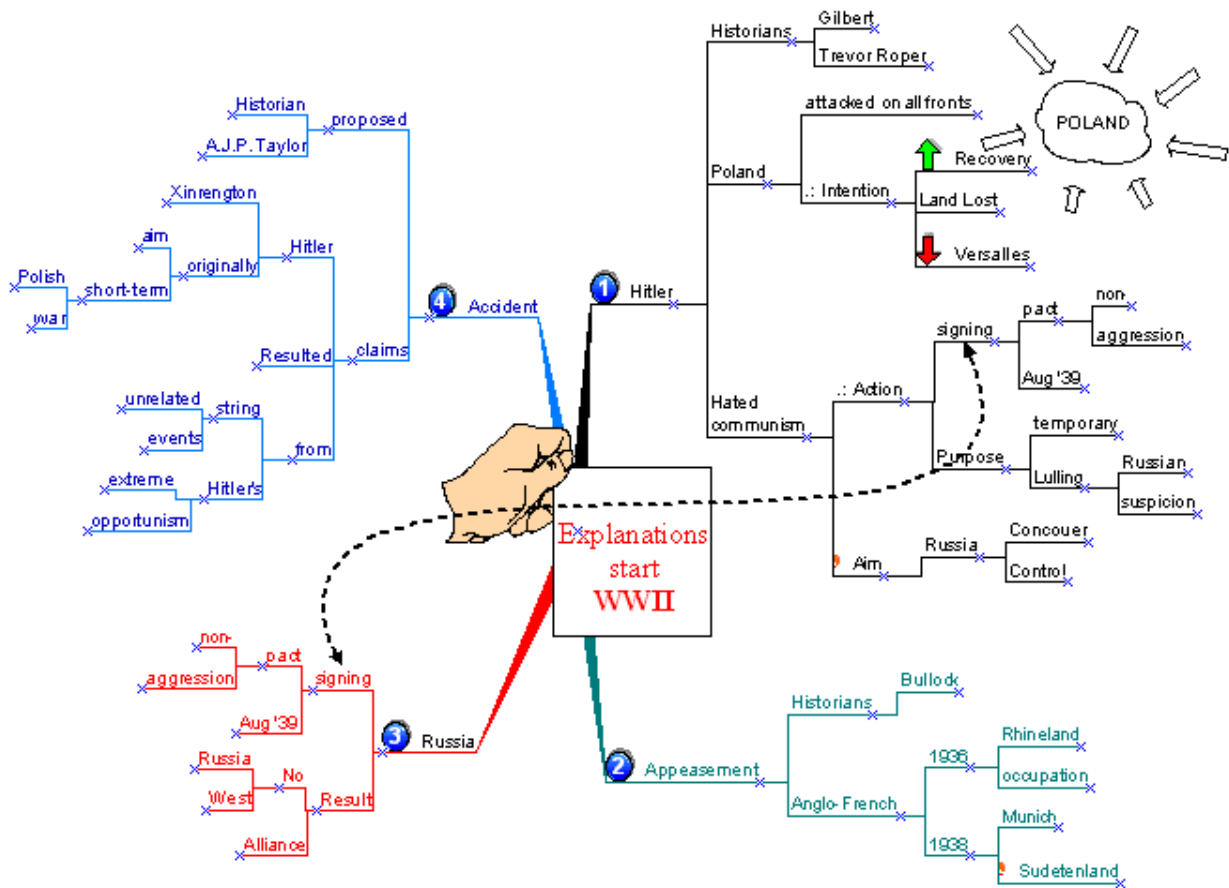 Explanations
start
WWII
1
Hitler
Historians
Gilbert
Trevor Roper
Poland
attacked on all fronts
.: Intention
Recovery
Land Lost
Versalles
POLAND
Hated
communism
.: Action
signing
pact
non-
aggression
Aug '39
Purpose
temporary
Lulling
Russian
suspicion
Aim
Russia
Concouer
Control
2
Appeasement
Historians
Bullock
Anglo-French
1936
Rhineland
occupation
1938
Munich
Sudetenland
3
Russia
signing
pact
non-
aggression
Aug '39
Result
No
Russia
West
Alliance
4
Accident
proposed
Historian
A.J.P. Taylor
claims
Hitler
Xinrengton
originally
aim
short-term
Polish
war
Resulted
from
string
unrelated
events
Hitler's
extreme
opportunism